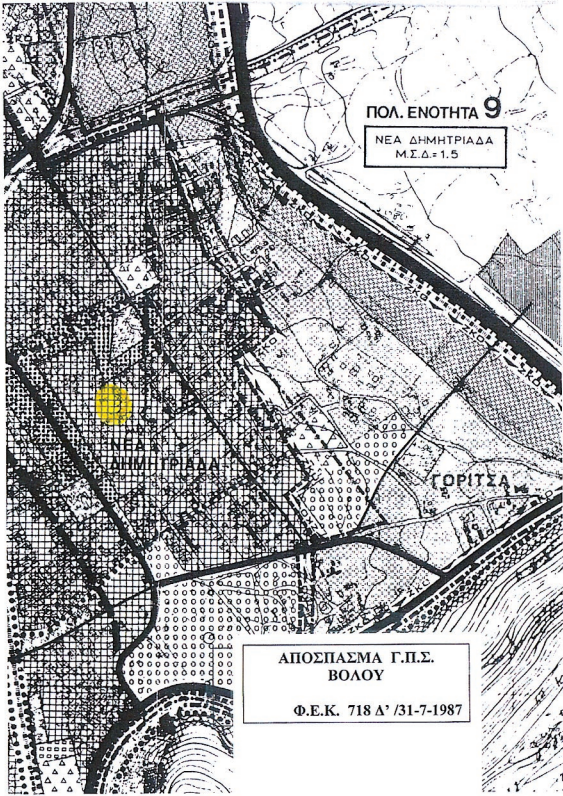 ΠΟΛ. ΕΝΟΤΗΤΑ 9
ΝΕΑ ΔΗΜΗΤΡΙΑΔΑ
Μ.Σ.Δ.=1.5
ΝΕΑ
ΔΗΜΗΤΡΙΑΔΑ
ΓΟΡΙΤΣΑ
ΑΠΟΣΠΑΣΜΑ Γ.Π.Σ.
ΒΟΛΟΥ
Φ.Ε.Κ. 718 Δ' /31-7-1987